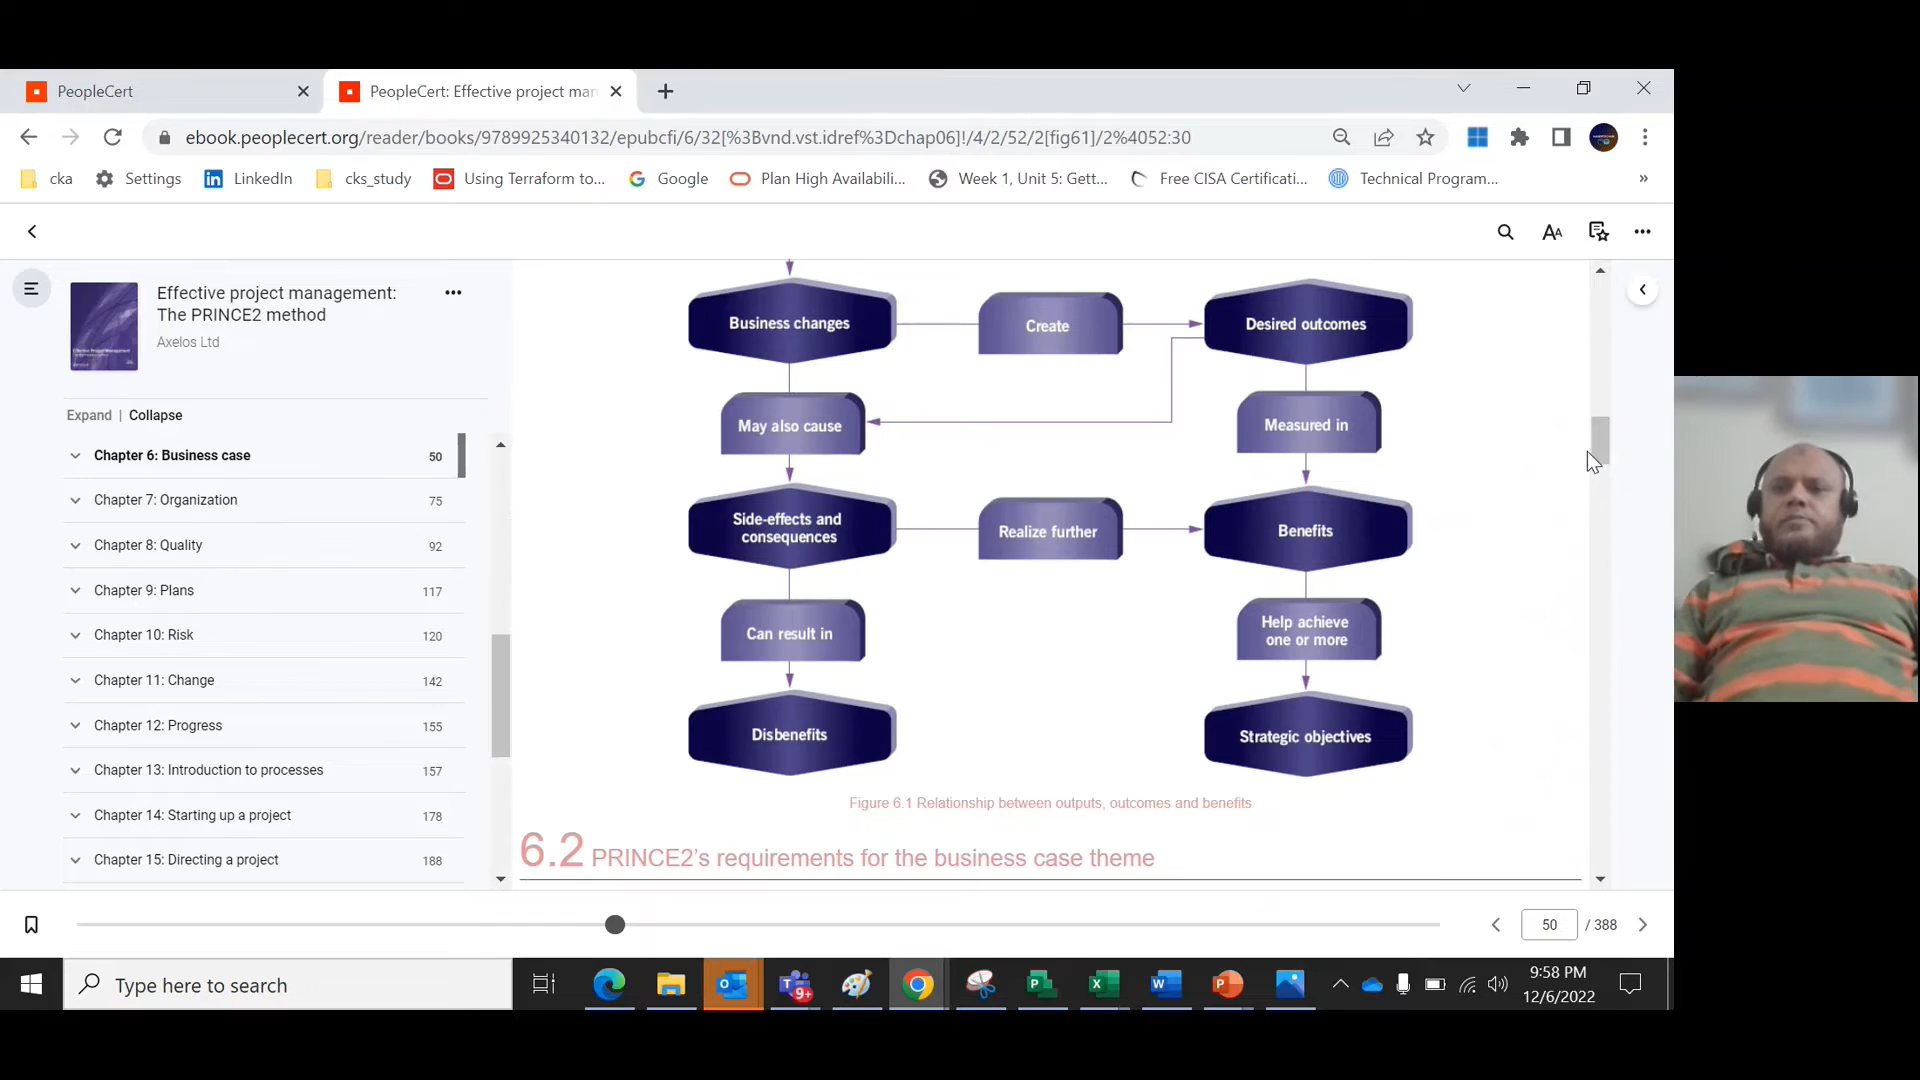 PeopleCert
PeopleCert: Effective project man
ebook.peoplecert.org/reader/books/9789925340132/epubcfi/6/32[%3Bvnd.vst.idref%3Dchap06]!/4/2/52/2[fig61]/2%4052:30
cka
Settings
LinkedIn
cks_study
Using Terraform to...
Google
Plan High Availabili...
Week 1, Unit 5: Gett...
Free CISA Certificati...
Technical Program...
»
AA
Effective project management:
The PRINCE2 method
Axelos Ltd
Expand | Collapse
Chapter 6: Business case 50
Chapter 7: Organization 75
Chapter 8: Quality 92
Chapter 9: Plans 117
Chapter 10: Risk 120
Chapter 11: Change 142
Chapter 12: Progress 155
Chapter 13: Introduction to processes 157
Chapter 14: Starting up a project 178
Chapter 15: Directing a project 188
Business changes
Create
Desired outcomes
May also cause
Measured in
Side-effects and
consequences
Realize further
Benefits
Can result in
Help achieve
one or more
Disbenefits
Strategic objectives
Figure 6.1 Relationship between outputs, outcomes and benefits
6.2 PRINCE2’s requirements for the business case theme
50 / 388
Type here to search
9+
9:58 PM
12/6/2022